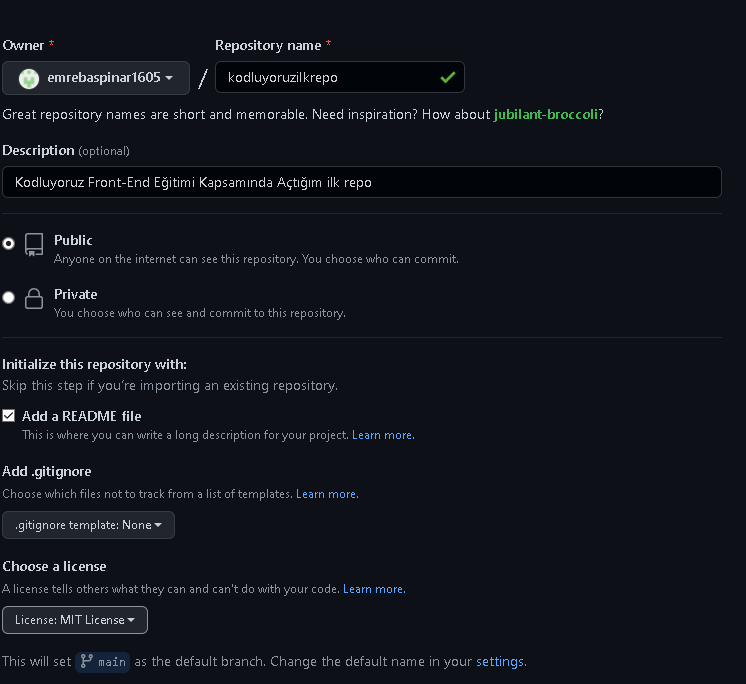 Owner * Repository name *
emrebaspinar1605 / kodluyoruzilkrepo
Great repository names are short and memorable. Need inspiration? How about jubilant-broccoli?
Description (optional)
Kodluyoruz Front-End Eğitimi Kapsamında Açtığım ilk repo
Public
Anyone on the internet can see this repository. You choose who can commit.
Private
You choose who can see and commit to this repository.
Initialize this repository with:
Skip this step if you're importing an existing repository.
Add a README file
This is where you can write a long description for your project. Learn more.
Add .gitignore
Choose which files not to track from a list of templates. Learn more.
.gitignore template: None
Choose a license
A license tells others what they can and can't do with your code. Learn more.
License: MIT License
This will set main as the default branch. Change the default name in your settings.